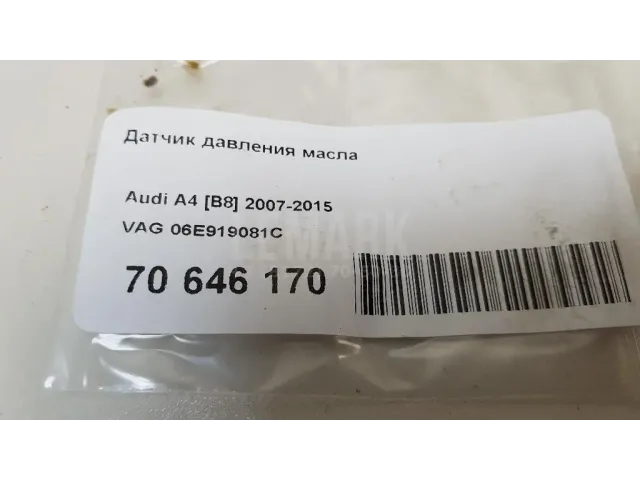 Датчик давления масла
Audi A4 [B8] 2007-2015
VAG 06E919081C
70 646 170